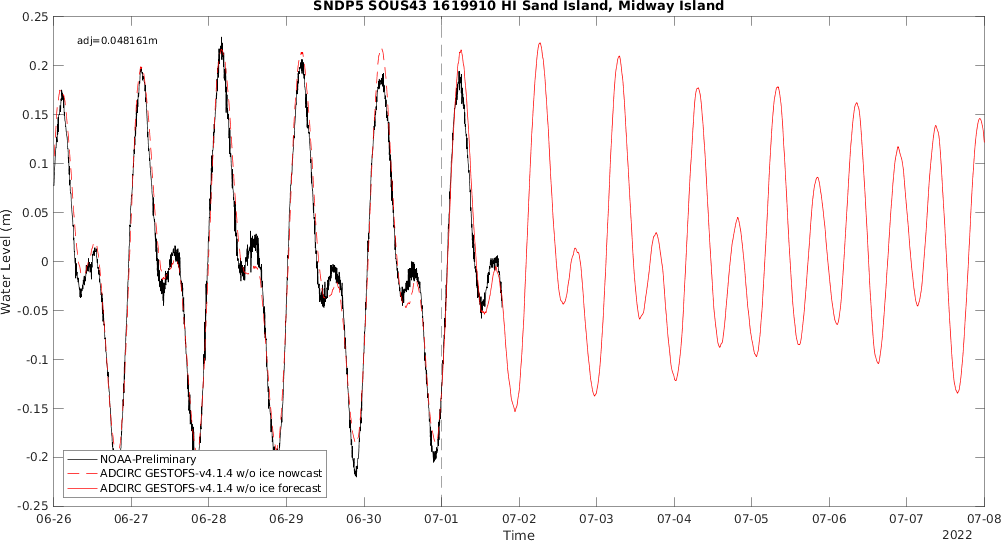 SNDP5 SOUS43 1619910 HI Sand Island, Midway Island
adj=0.048161m
0.25
0.2
0.15
0.1
0.05
0
-0.05
-0.1
-0.15
-0.2
-0.25
Water Level (m)
NOAA-Preliminary
ADCIRC GESTOFS-v4.1.4 w/o ice nowcast
ADCIRC GESTOFS-v4.1.4 w/o ice forecast
06-26 06-27 06-28 06-29 06-30 07-01 07-02 07-03 07-04 07-05 07-06 07-07 07-08
Time
2022